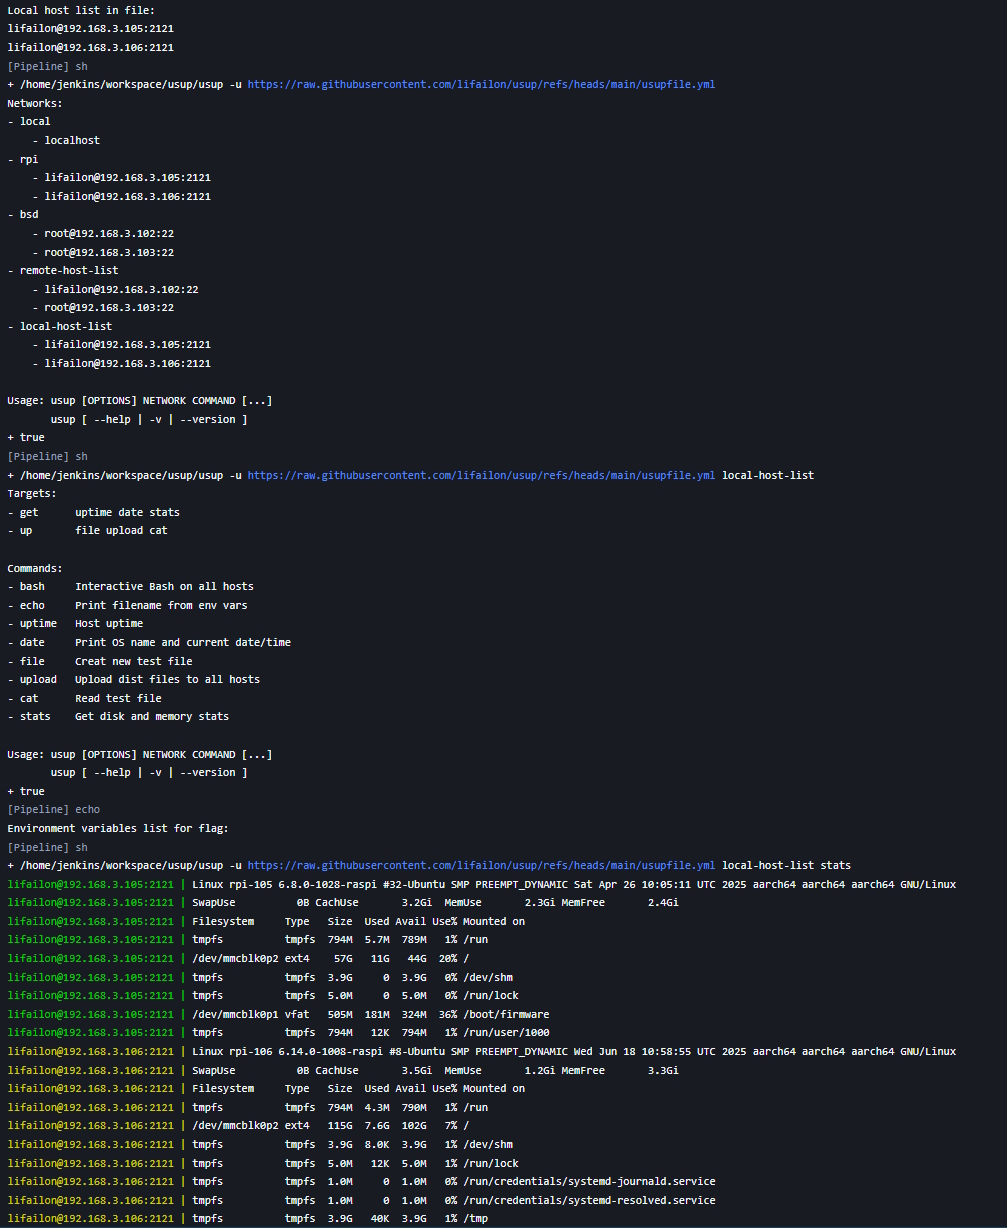 Local host list in file:
lifailon@192.168.3.105:2121
lifailon@192.168.3.106:2121
[Pipeline] sh
+ /home/jenkins/workspace/usup/usup -u https://raw.githubusercontent.com/lifailon/usup/refs/heads/main/usupfile.yml
Networks:
- local
    - localhost
- rpi
    - lifailon@192.168.3.105:2121
    - lifailon@192.168.3.106:2121
- bsd
    - root@192.168.3.102:22
    - root@192.168.3.103:22
- remote-host-list
    - lifailon@192.168.3.102:22
    - root@192.168.3.103:22
- local-host-list
    - lifailon@192.168.3.105:2121
    - lifailon@192.168.3.106:2121
Usage: usup [OPTIONS] NETWORK COMMAND [...]
       usup [ --help | -v | --version ]
+ true
[Pipeline] sh
+ /home/jenkins/workspace/usup/usup -u https://raw.githubusercontent.com/lifailon/usup/refs/heads/main/usupfile.yml local-host-list
Targets:
- get      uptime date stats
- up       file upload cat
Commands:
- bash     Interactive Bash on all hosts
- echo     Print filename from env vars
- uptime   Host uptime
- date     Print OS name and current date/time
- file     Creat new test file
- upload   Upload dist files to all hosts
- cat      Read test file
- stats    Get disk and memory stats
Usage: usup [OPTIONS] NETWORK COMMAND [...]
       usup [ --help | -v | --version ]
+ true
[Pipeline] echo
Environment variables list for flag:
[Pipeline] sh
+ /home/jenkins/workspace/usup/usup -u https://raw.githubusercontent.com/lifailon/usup/refs/heads/main/usupfile.yml local-host-list stats
lifailon@192.168.3.105:2121 | Linux rpi-105 6.8.0-1028-raspi #32-Ubuntu SMP PREEMPT_DYNAMIC Sat Apr 26 10:05:11 UTC 2025 aarch64 aarch64 aarch64 GNU/Linux
lifailon@192.168.3.105:2121 | SwapUse          0B CachUse       3.2Gi  MemUse       2.3Gi MemFree       2.4Gi
lifailon@192.168.3.105:2121 | Filesystem     Type   Size  Used Avail Use% Mounted on
lifailon@192.168.3.105:2121 | tmpfs          tmpfs  794M  5.7M  789M   1% /run
lifailon@192.168.3.105:2121 | /dev/mmcblk0p2 ext4    57G   11G   44G  20% /
lifailon@192.168.3.105:2121 | tmpfs          tmpfs  3.9G     0  3.9G   0% /dev/shm
lifailon@192.168.3.105:2121 | tmpfs          tmpfs  5.0M     0  5.0M   0% /run/lock
lifailon@192.168.3.105:2121 | /dev/mmcblk0p1 vfat   505M  181M  324M  36% /boot/firmware
lifailon@192.168.3.105:2121 | tmpfs          tmpfs  794M   12K  794M   1% /run/user/1000
lifailon@192.168.3.106:2121 | Linux rpi-106 6.14.0-1008-raspi #8-Ubuntu SMP PREEMPT_DYNAMIC Wed Jun 18 10:58:55 UTC 2025 aarch64 aarch64 aarch64 GNU/Linux
lifailon@192.168.3.106:2121 | SwapUse          0B CachUse       3.5Gi  MemUse       1.2Gi MemFree       3.3Gi
lifailon@192.168.3.106:2121 | Filesystem     Type   Size  Used Avail Use% Mounted on
lifailon@192.168.3.106:2121 | tmpfs          tmpfs  794M  4.3M  790M   1% /run
lifailon@192.168.3.106:2121 | /dev/mmcblk0p2 ext4   115G  7.6G  102G   7% /
lifailon@192.168.3.106:2121 | tmpfs          tmpfs  3.9G  8.0K  3.9G   1% /dev/shm
lifailon@192.168.3.106:2121 | tmpfs          tmpfs  5.0M   12K  5.0M   1% /run/lock
lifailon@192.168.3.106:2121 | tmpfs          tmpfs  1.0M     0  1.0M   0% /run/credentials/systemd-journald.service
lifailon@192.168.3.106:2121 | tmpfs          tmpfs  1.0M     0  1.0M   0% /run/credentials/systemd-resolved.service
lifailon@192.168.3.106:2121 | tmpfs          tmpfs  3.9G   40K  3.9G   1% /tmp